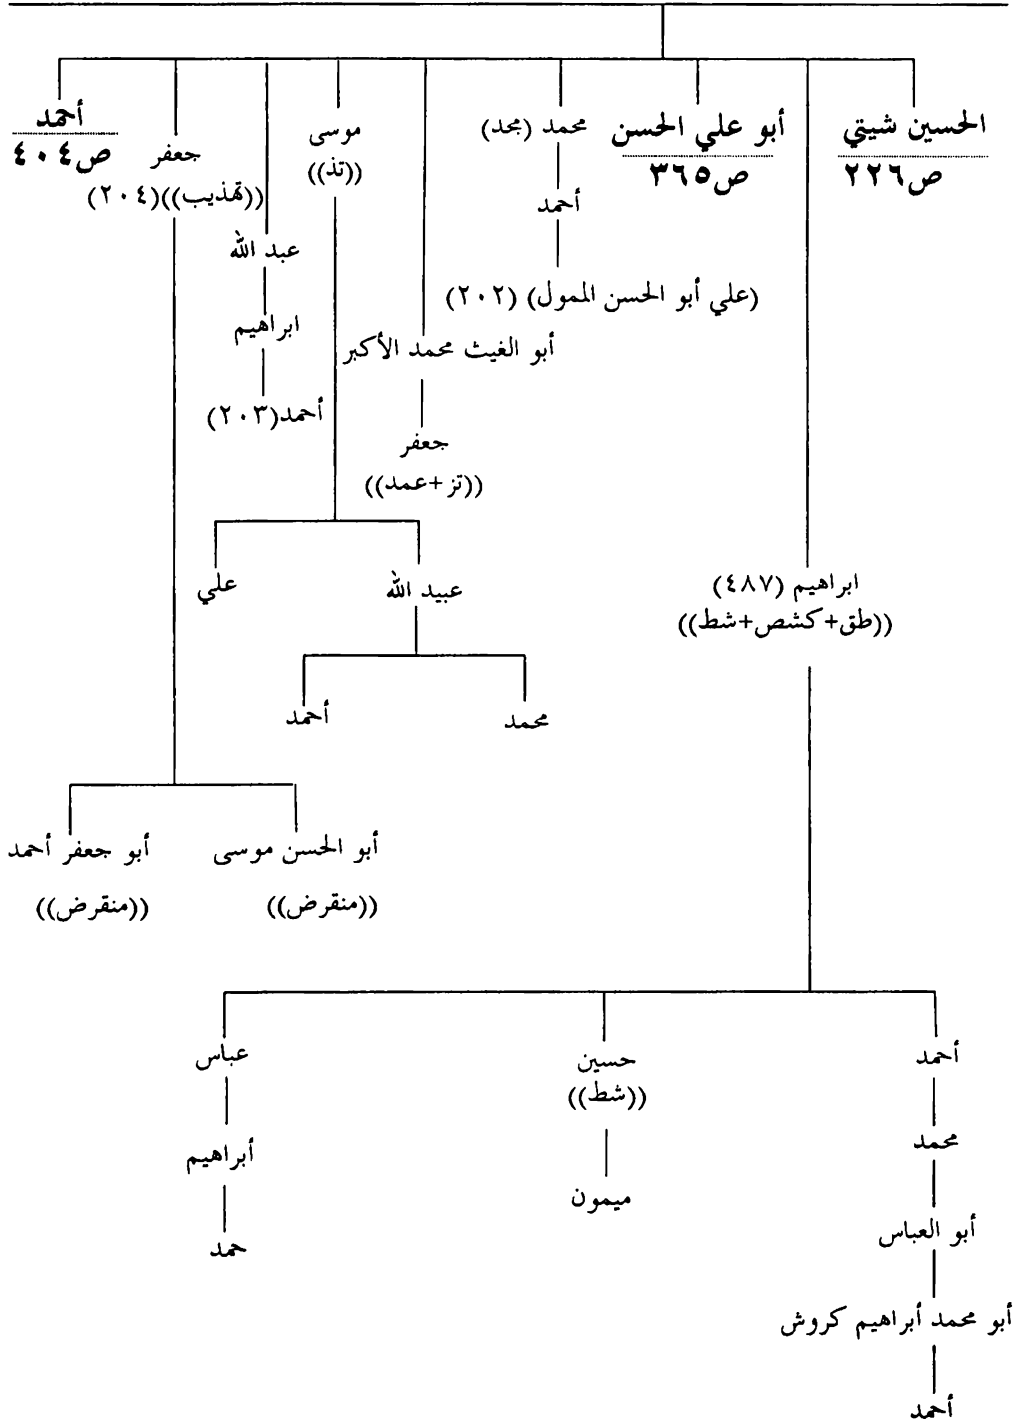 الحسين شيتي
ص٢٢٦
أبو علي الحسن
ص٣٦٥
محمد (مجد)
موسى
((تذ))
جعفر
((تهذيب))(٢٠٤)
أحمد
ص٤٠٤
أحمد
عبد الله
(علي أبو الحسن الممول) (٢٠٢)
ابراهيم
أبو الغيث محمد الأكبر
أحمد(٢٠٣)
جعفر
((تز+عمد))
ابراهيم (٤٨٧)
((طق+كشص+شط))
عبيد الله
علي
محمد
أحمد
أبو الحسن موسى
((منقرض))
أبو جعفر أحمد
((منقرض))
أحمد
حسين
((شط))
عباس
محمد
ميمون
أبراهيم
أبو العباس
حمد
أبو محمد أبراهيم كروش
أحمد